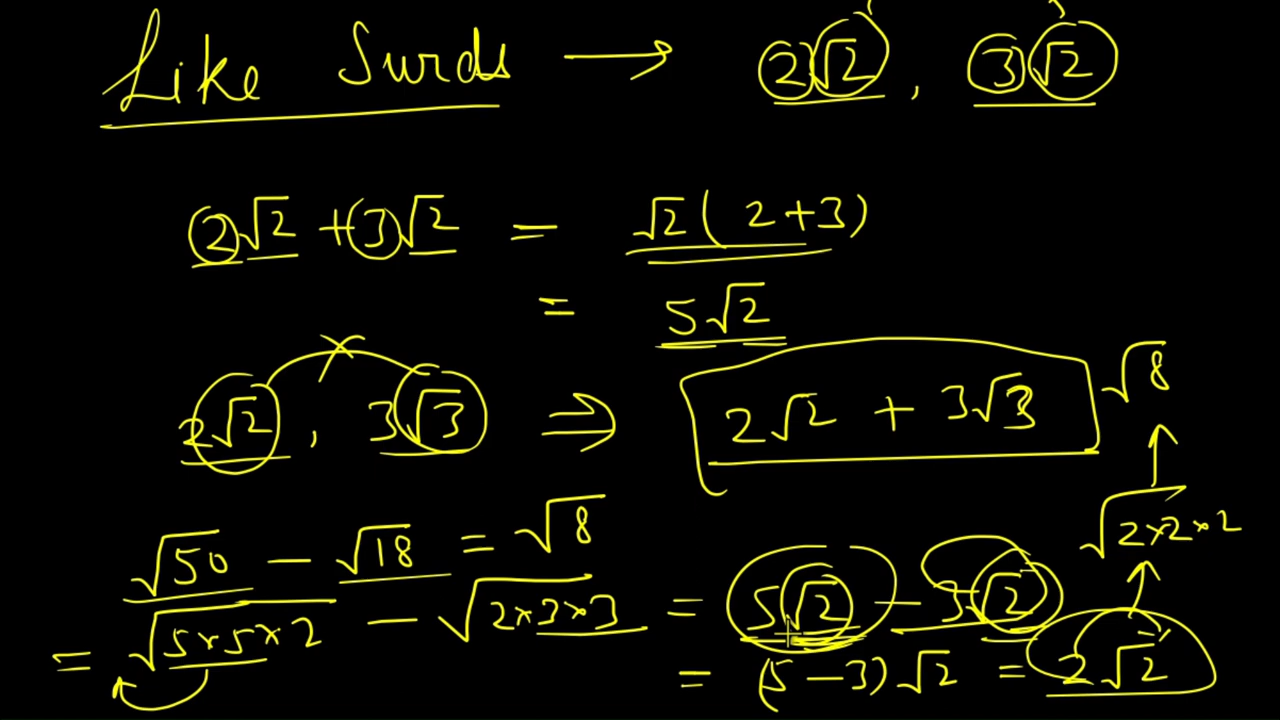 Like Surds → 2√2 , 3√2
2√2 + 3√2 = √2( 2+3)
= 5√2
2√2 , 3√3 ⇒ 2√2 + 3√3
√8
↑
√50 − √18 = √8
√2×2×2
↑
= √5×5×2 − √2×3×3 = 5√2 − 3√2
= (5−3)√2 = 2√2